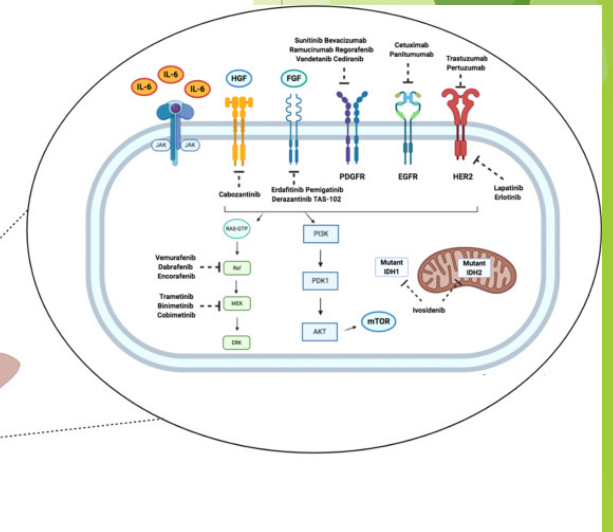 Sunitinib Bevacizumab
Ramucirumab Regorafenib
Vandetanib Cediranib
Cetuximab
Panitumumab
Trastuzumab
Pertuzumab
IL-6
IL-6
IL-6
HGF
FGF
JAK
JAK
PDGFR
EGFR
HER2
Cabozantinib
Erdafitinib Pemigatinib
Derazantinib TAS-102
Lapatinib
Erlotinib
RAS-GTP
PI3K
Vemurafenib
Dabrafenib
Encorafenib
Raf
PDK1
Mutant
IDH1
Mutant
IDH2
Trametinib
Binimetinib
Cobimetinib
MEK
Ivosidenib
ERK
AKT
mTOR